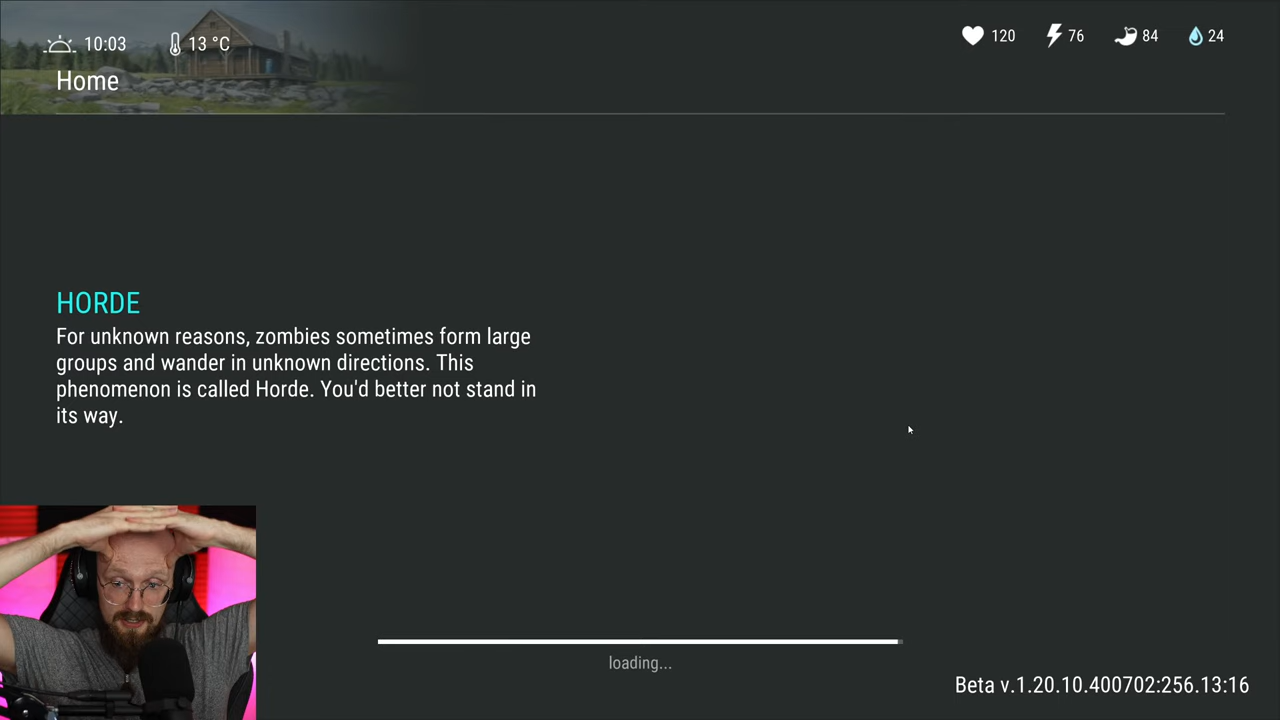 10:03
13 °C
120
76
84
24
Home
HORDE
For unknown reasons, zombies sometimes form large
groups and wander in unknown directions. This
phenomenon is called Horde. You'd better not stand in
its way.
loading...
Beta v.1.20.10.400702:256.13:16